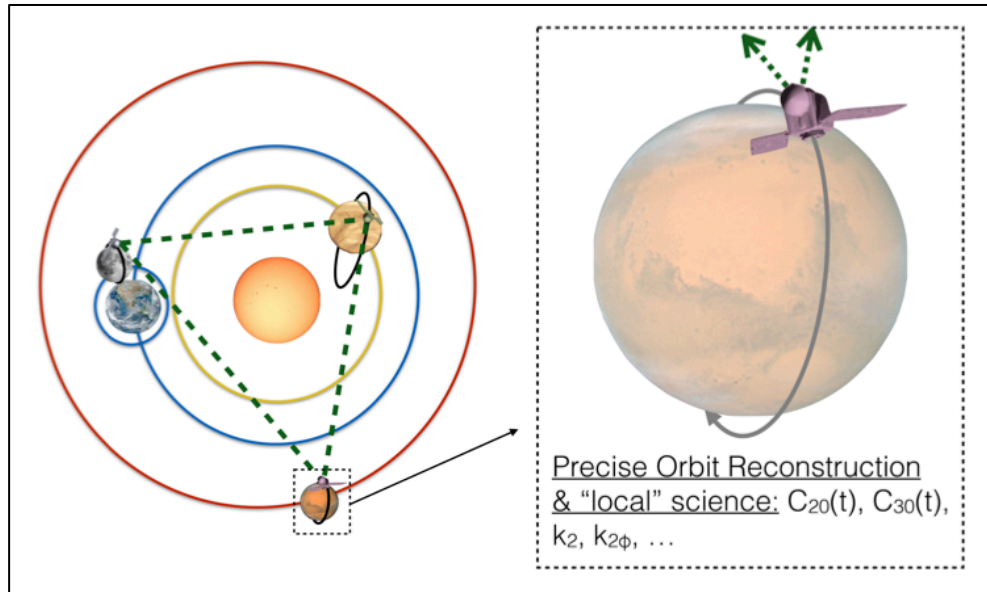 Precise Orbit Reconstruction
& “local” science: C₂₀(t), C₃₀(t),
k₂, k₂ᵩ, …